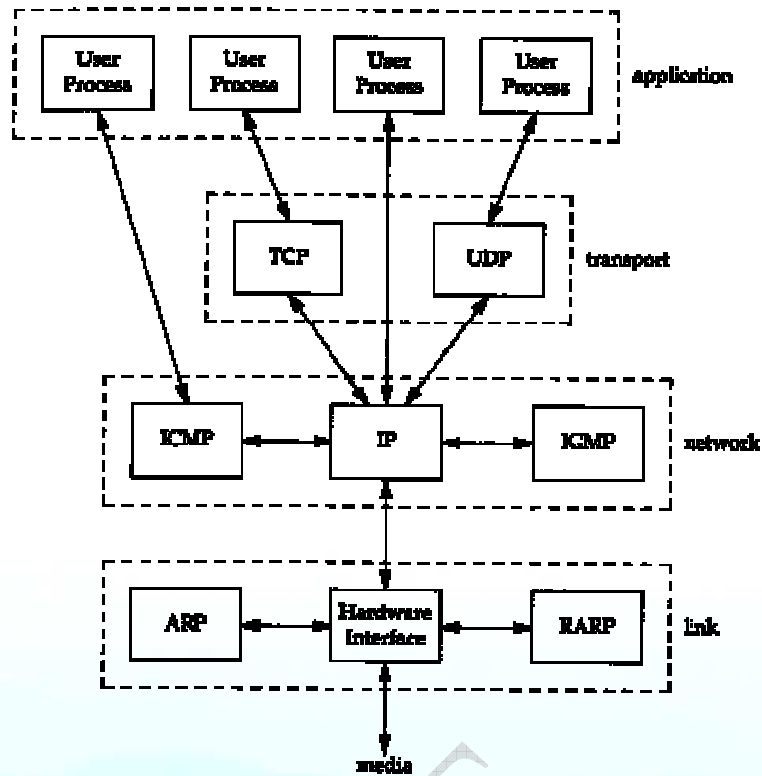 User
Process
User
Process
User
Process
User
Process
application
TCP
UDP
transport
ICMP
IP
IGMP
network
ARP
Hardware
Interface
RARP
link
media